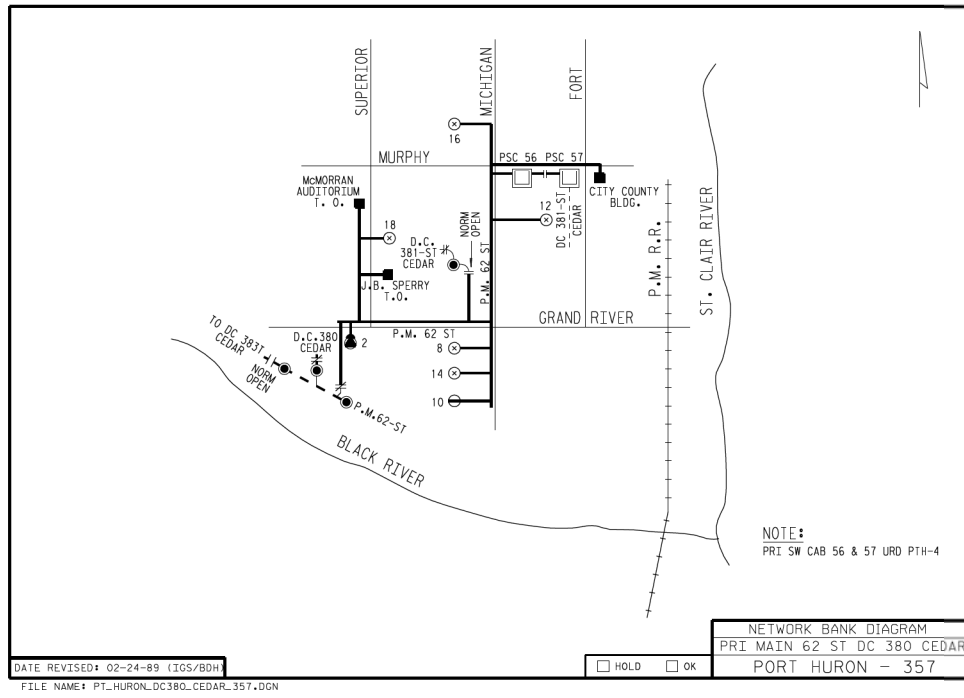 SUPERIOR
MICHIGAN
FORT
16
MURPHY
PSC 56 PSC 57
McMORRAN
AUDITORIUM
T. O.
CITY COUNTY
BLDG.
12
DC 381-ST
CEDAR
18
NORM
OPEN
D.C.
381-ST
CEDAR
P.M. 62 ST
P.M. R.R.
ST. CLAIR RIVER
J.B. SPERRY
T.O.
GRAND RIVER
P.M. 62 ST
TO DC 383T
CEDAR
D.C.380
CEDAR
2
8
NORM
OPEN
14
10
P.M.62-ST
BLACK RIVER
NOTE:
PRI SW CAB 56 & 57 URD PTH-4
NETWORK BANK DIAGRAM
PRI MAIN 62 ST DC 380 CEDAR
DATE REVISED: 02-24-89 (IGS/BDH)
HOLD OK
PORT HURON - 357
FILE NAME: PT_HURON_DC380_CEDAR_357.DGN